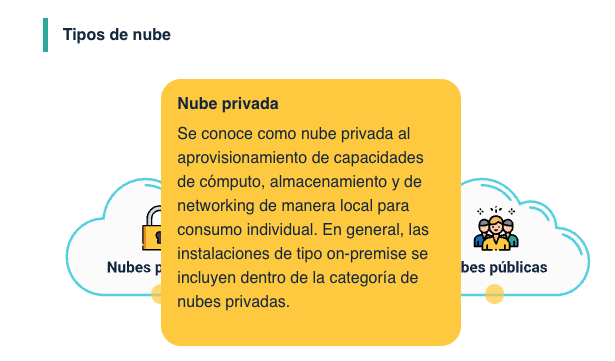 Tipos de nube
Nube privada
Se conoce como nube privada al
aprovisionamiento de capacidades
de cómputo, almacenamiento y de
networking de manera local para
consumo individual. En general, las
instalaciones de tipo on-premise se
incluyen dentro de la categoría de
nubes privadas.
Nubes p
bes públicas